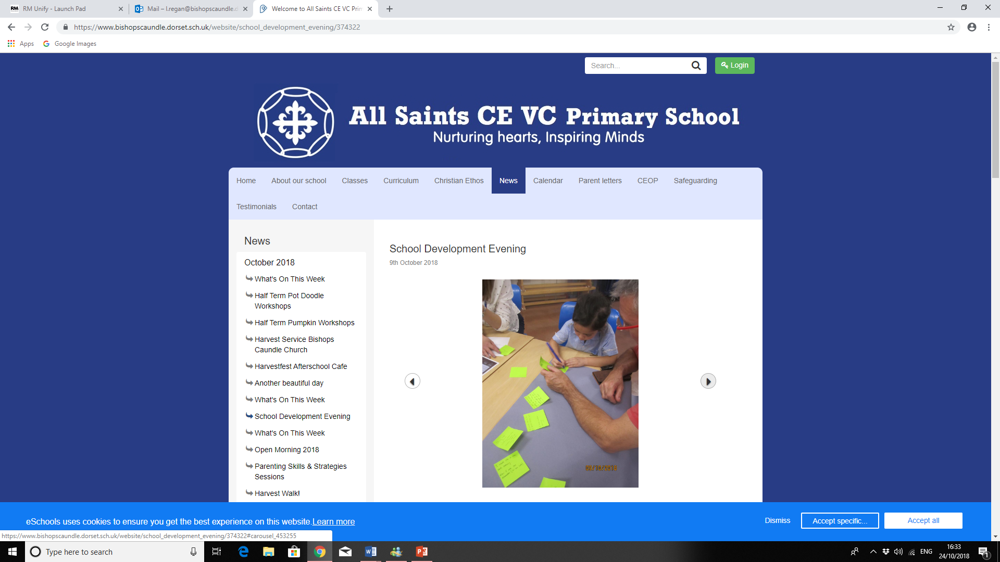 RM Unify - Launch Pad
Mail – l.regan@bishopscaundle.d
Welcome to All Saints CE VC Prim
https://www.bishopscaundle.dorset.sch.uk/website/school_development_evening/374322
Apps
Google Images
Search...
Login
All Saints CE VC Primary School
Nurturing hearts, Inspiring Minds
Home
About our school
Classes
Curriculum
Christian Ethos
News
Calendar
Parent letters
CEOP
Safeguarding
Testimonials
Contact
News
October 2018
What's On This Week
Half Term Pot Doodle
Workshops
Half Term Pumpkin Workshops
Harvest Service Bishops
Caundle Church
Harvestfest Afterschool Cafe
Another beautiful day
What's On This Week
School Development Evening
What's On This Week
Open Morning 2018
Parenting Skills & Strategies
Sessions
Harvest Walk!
School Development Evening
9th October 2018
eSchools uses cookies to ensure you get the best experience on this website.Learn more
Dismiss
Accept specific...
Accept all
https://www.bishopscaundle.dorset.sch.uk/website/school_development_evening/374322#carousel_453255
Type here to search
ENG
16:33
24/10/2018
1